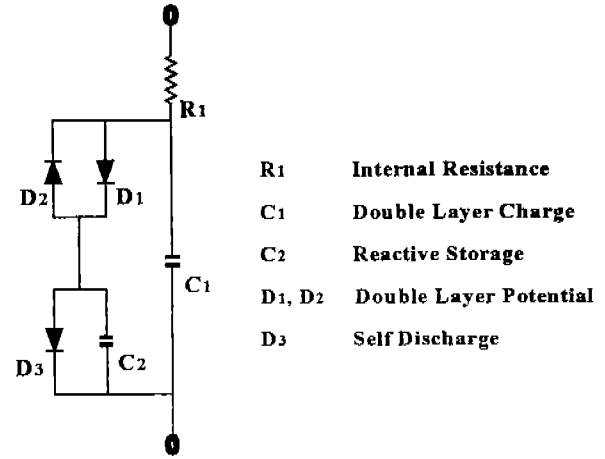 R1
D2 D1
C1
D3 C2
R1 Internal Resistance
C1 Double Layer Charge
C2 Reactive Storage
D1, D2 Double Layer Potential
D3 Self Discharge